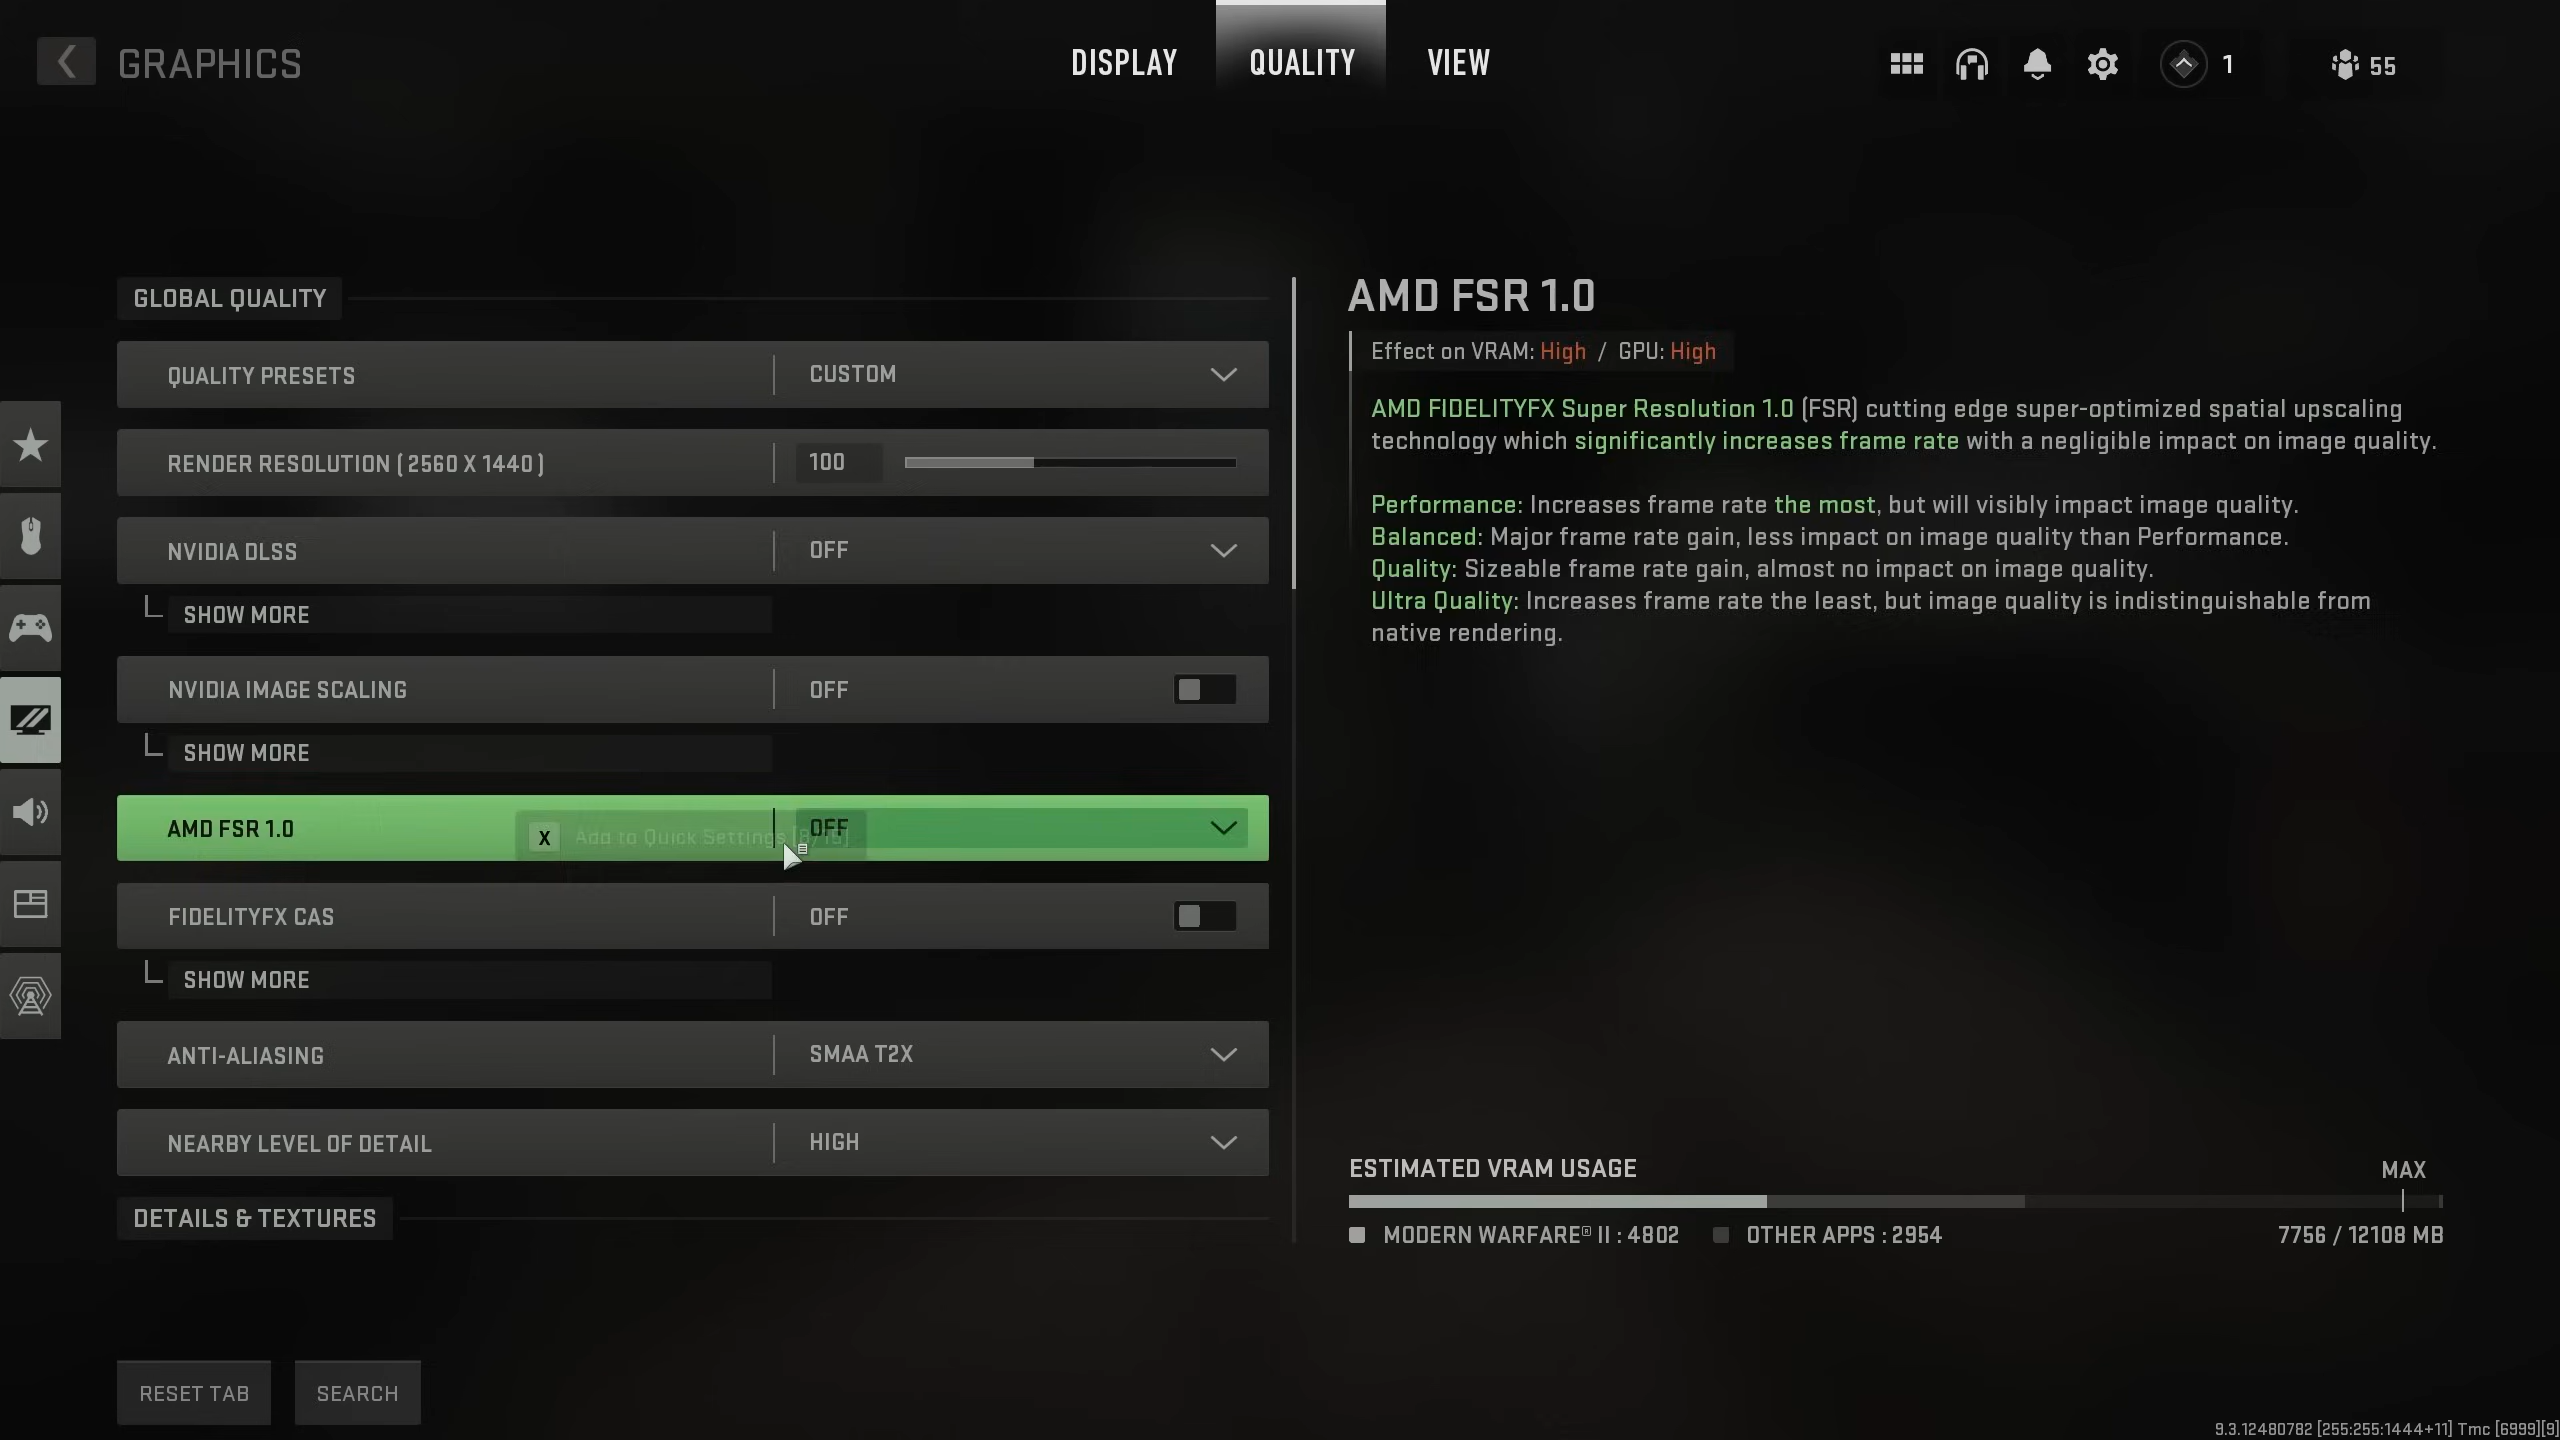 GRAPHICS
DISPLAY
QUALITY
VIEW
1
55
GLOBAL QUALITY
QUALITY PRESETS
CUSTOM
RENDER RESOLUTION ( 2560 X 1440 )
100
NVIDIA DLSS
OFF
SHOW MORE
NVIDIA IMAGE SCALING
OFF
SHOW MORE
AMD FSR 1.0
X Add to Quick Settings [8/15]
OFF
FIDELITYFX CAS
OFF
SHOW MORE
ANTI-ALIASING
SMAA T2X
NEARBY LEVEL OF DETAIL
HIGH
DETAILS & TEXTURES
RESET TAB
SEARCH
AMD FSR 1.0
Effect on VRAM: High / GPU: High
AMD FIDELITYFX Super Resolution 1.0 (FSR) cutting edge super-optimized spatial upscaling
technology which significantly increases frame rate with a negligible impact on image quality.
Performance: Increases frame rate the most, but will visibly impact image quality.
Balanced: Major frame rate gain, less impact on image quality than Performance.
Quality: Sizeable frame rate gain, almost no impact on image quality.
Ultra Quality: Increases frame rate the least, but image quality is indistinguishable from
native rendering.
ESTIMATED VRAM USAGE
MAX
MODERN WARFARE® II : 4802
OTHER APPS : 2954
7756 / 12108 MB
9.3.12480782 [255:255:1444+11] Tmc [6999][9]